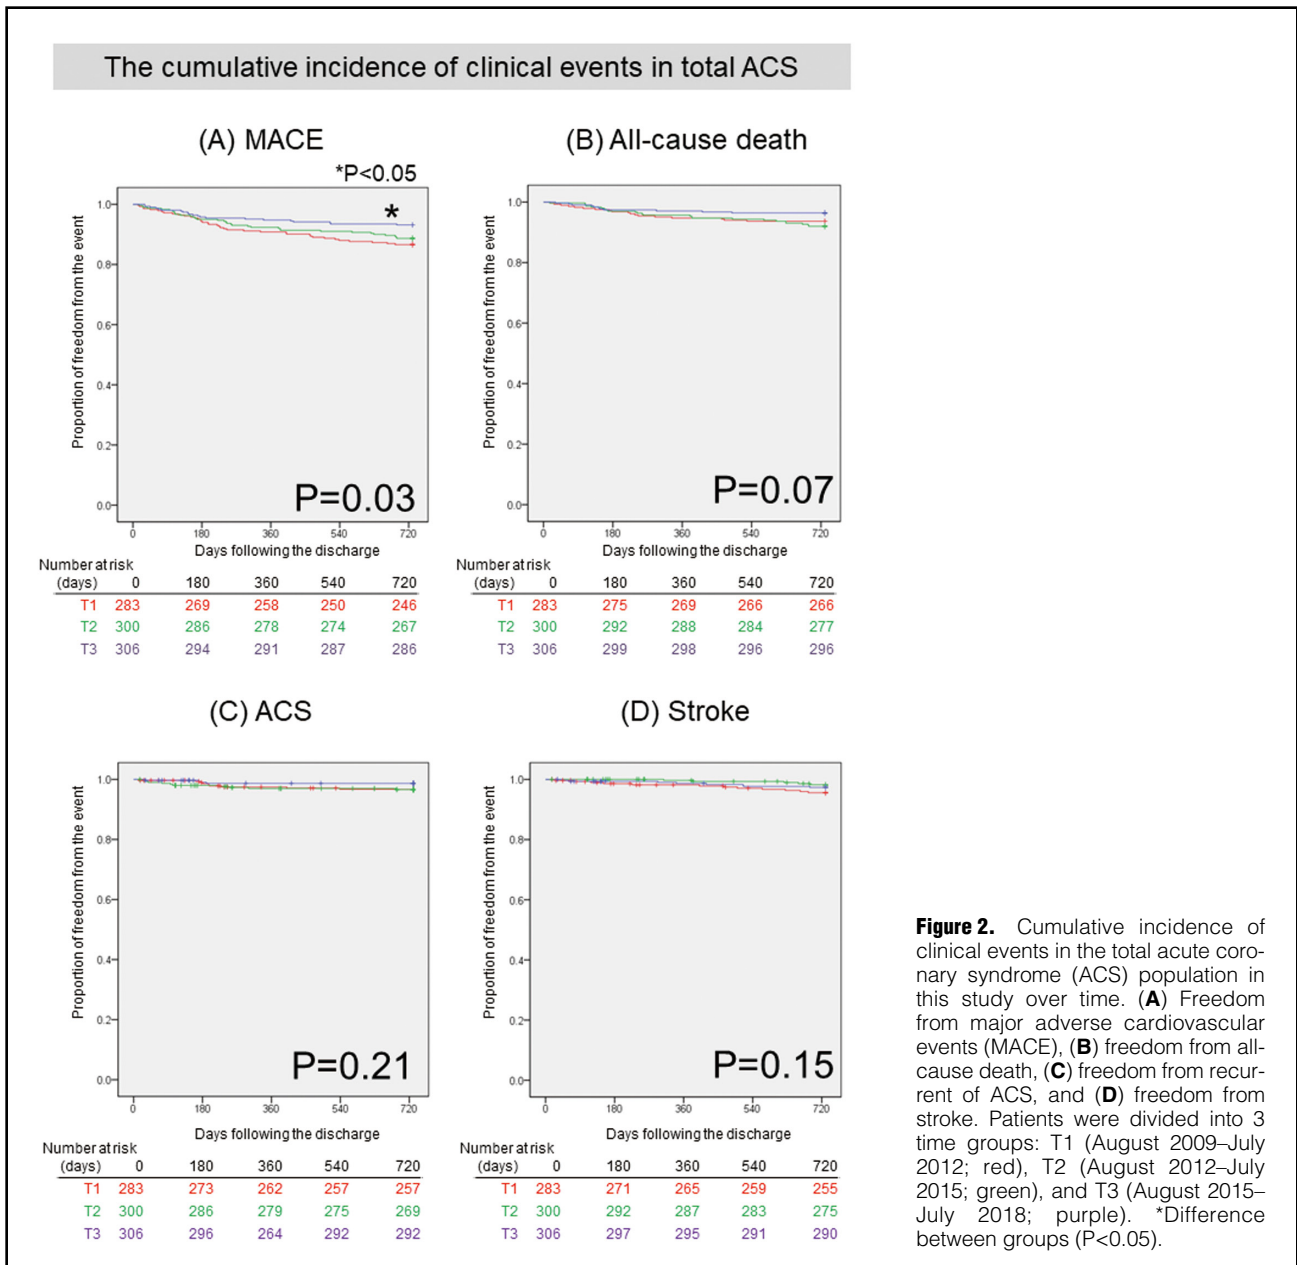 The cumulative incidence of clinical events in total ACS
(A) MACE
*P<0.05
*
Proportion of freedom from the event
1.0
0.8
0.6
0.4
0.2
0.0
P=0.03
0 180 360 540 720
Days following the discharge
Number at risk
(days) 0 180 360 540 720
T1 283 269 258 250 246
T2 300 286 278 274 267
T3 306 294 291 287 286
(B) All-cause death
Proportion of freedom from the event
1.0
0.8
0.6
0.4
0.2
0.0
P=0.07
0 180 360 540 720
Days following the discharge
Number at risk
(days) 0 180 360 540 720
T1 283 275 269 266 266
T2 300 292 288 284 277
T3 306 299 298 296 296
(C) ACS
Proportion of freedom from the event
1.0
0.8
0.6
0.4
0.2
0.0
P=0.21
0 180 360 540 720
Days following the discharge
Number at risk
(days) 0 180 360 540 720
T1 283 273 262 257 257
T2 300 286 279 275 269
T3 306 296 264 292 292
(D) Stroke
Proportion of freedom from the event
1.0
0.8
0.6
0.4
0.2
0.0
P=0.15
0 180 360 540 720
Days following the discharge
Number at risk
(days) 0 180 360 540 720
T1 283 271 265 259 255
T2 300 292 287 283 275
T3 306 297 295 291 290
Figure 2. Cumulative incidence of
clinical events in the total acute coro-
nary syndrome (ACS) population in
this study over time. (A) Freedom
from major adverse cardiovascular
events (MACE), (B) freedom from all-
cause death, (C) freedom from recur-
rent of ACS, and (D) freedom from
stroke. Patients were divided into 3
time groups: T1 (August 2009–July
2012; red), T2 (August 2012–July
2015; green), and T3 (August 2015–
July 2018; purple). *Difference
between groups (P<0.05).